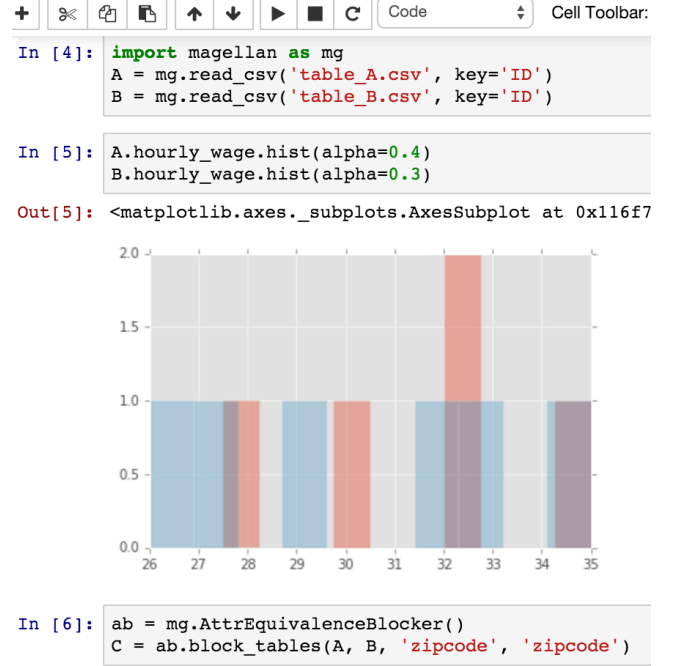 Code Cell Toolbar:
In [4]: import magellan as mg
A = mg.read_csv('table_A.csv', key='ID')
B = mg.read_csv('table_B.csv', key='ID')
In [5]: A.hourly_wage.hist(alpha=0.4)
B.hourly_wage.hist(alpha=0.3)
Out[5]: <matplotlib.axes._subplots.AxesSubplot at 0x116f7
2.0
1.5
1.0
0.5
0.0
26 27 28 29 30 31 32 33 34 35
In [6]: ab = mg.AttrEquivalenceBlocker()
C = ab.block_tables(A, B, 'zipcode', 'zipcode')